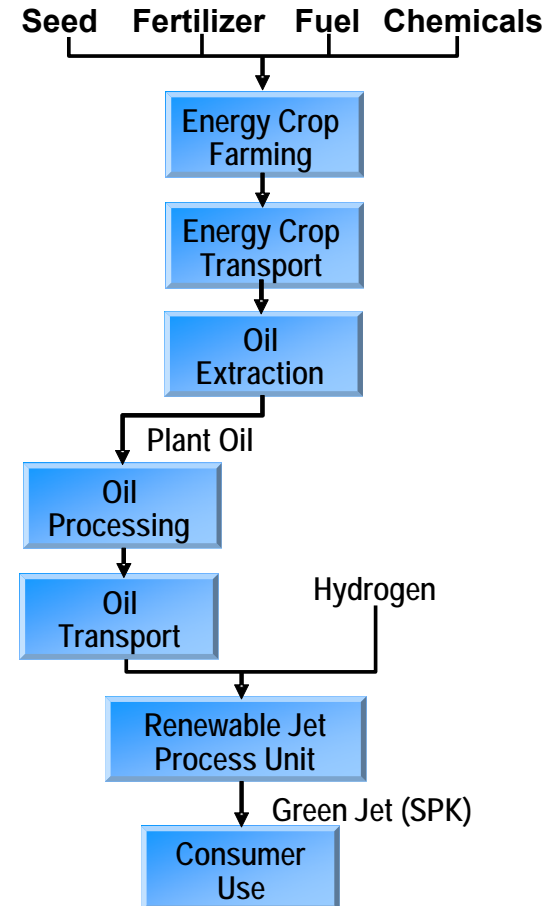 Seed Fertilizer Fuel Chemicals
Energy Crop
Farming
Energy Crop
Transport
Oil
Extraction
Plant Oil
Oil
Processing
Oil
Transport
Hydrogen
Renewable Jet
Process Unit
Green Jet (SPK)
Consumer
Use